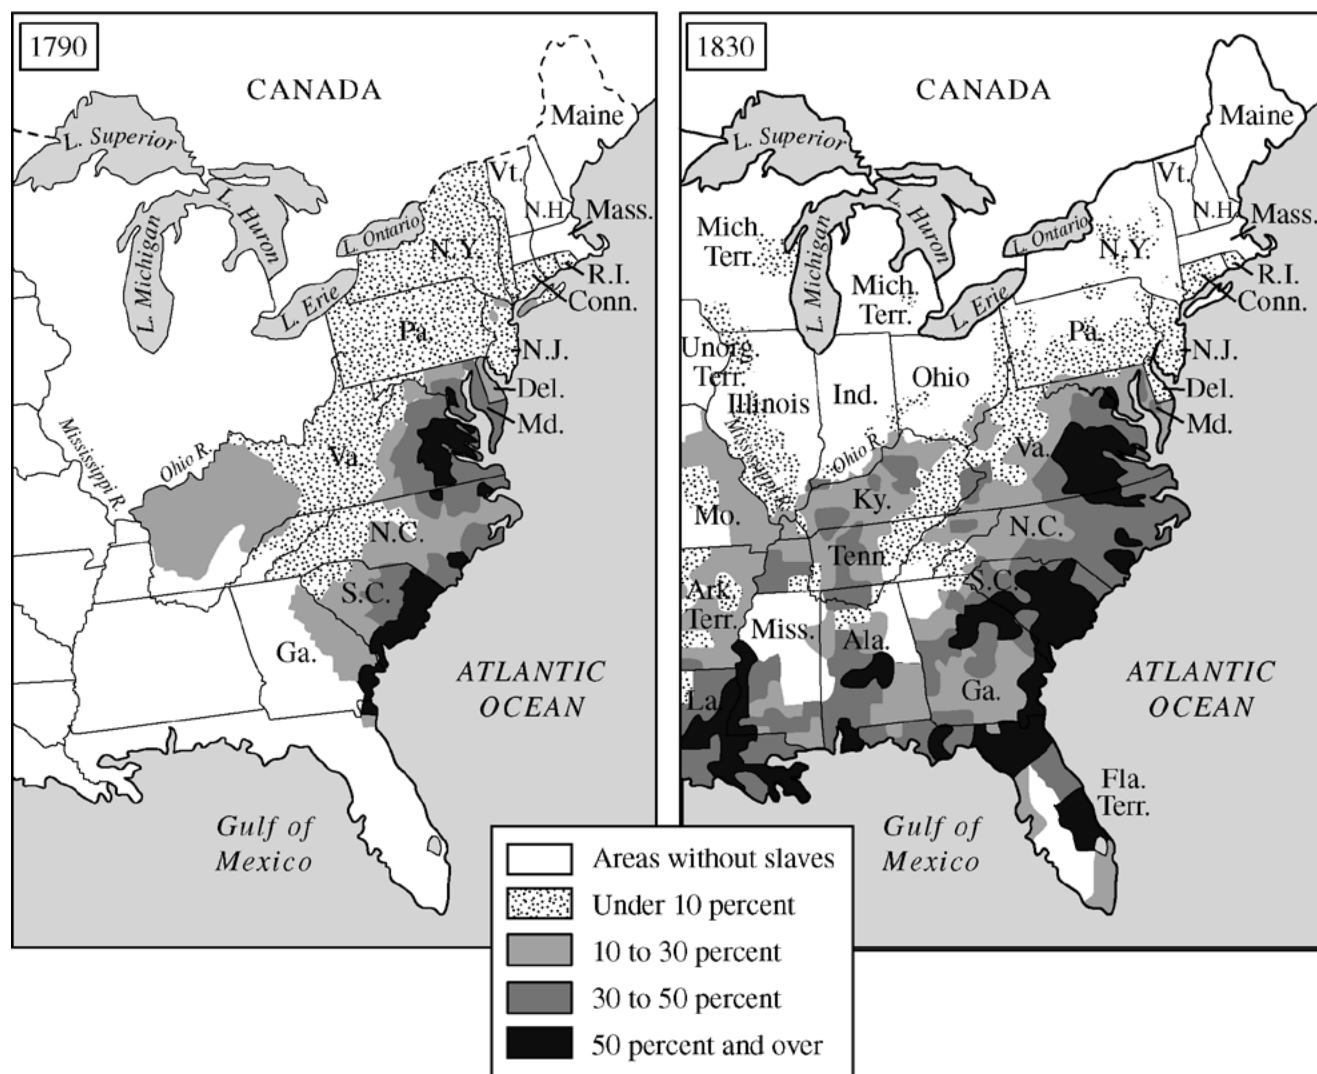 1790
CANADA
L. Superior
L. Michigan
L. Huron
L. Ontario
L. Erie
Maine
Vt.
N.H.
Mass.
N.Y.
R.I.
Conn.
Pa.
N.J.
Del.
Md.
Va.
Ohio R.
Mississippi R.
N.C.
S.C.
Ga.
ATLANTIC
OCEAN
Gulf of
Mexico
1830
CANADA
L. Superior
L. Michigan
L. Huron
L. Ontario
L. Erie
Maine
Vt.
N.H.
Mass.
Mich.
Terr.
N.Y.
R.I.
Conn.
Mich.
Terr.
Unorg.
Terr.
Pa.
N.J.
Ohio
Del.
Illinois
Ind.
Md.
Mississippi R.
Ohio R.
Va.
Ky.
Mo.
N.C.
Tenn.
S.C.
Ark.
Terr.
Miss.
Ala.
Ga.
La.
ATLANTIC
OCEAN
Fla.
Terr.
Gulf of
Mexico
Areas without slaves
Under 10 percent
10 to 30 percent
30 to 50 percent
50 percent and over